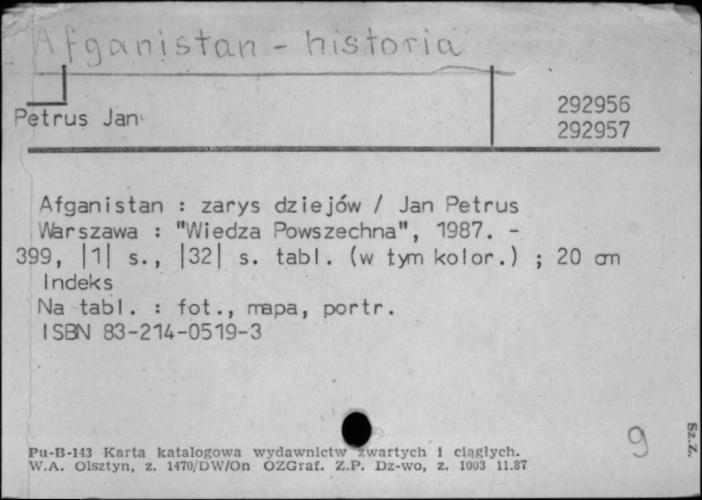 Afganistan - historia
Petrus Jan
292956
292957
Afganistan : zarys dziejów / Jan Petrus
Warszawa : "Wiedza Powszechna", 1987. -
399, |1| s., |32| s. tabl. (w tym kolor.) ; 20 cm
Indeks
Na tabl. : fot., mapa, portr.
ISBN 83-214-0519-3
9
Sz.Z.
Pu-B-143 Karta katalogowa wydawnictw zwartych i ciągłych.
W.A. Olsztyn, z. 1470/DW/On OZGraf. Z.P. Dz-wo, z. 1003 11.87